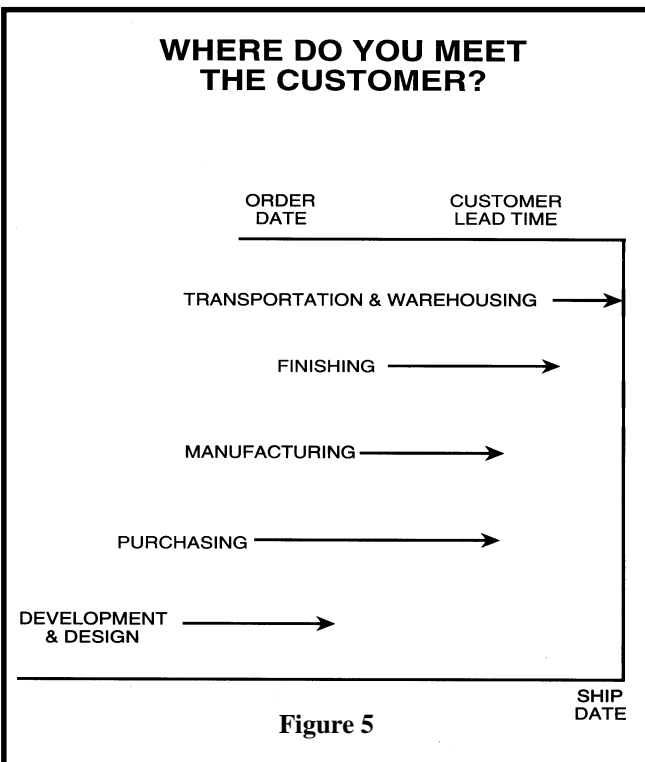 WHERE DO YOU MEET
THE CUSTOMER?
ORDER
DATE
CUSTOMER
LEAD TIME
TRANSPORTATION & WAREHOUSING
FINISHING
MANUFACTURING
PURCHASING
DEVELOPMENT
& DESIGN
SHIP
DATE
Figure 5